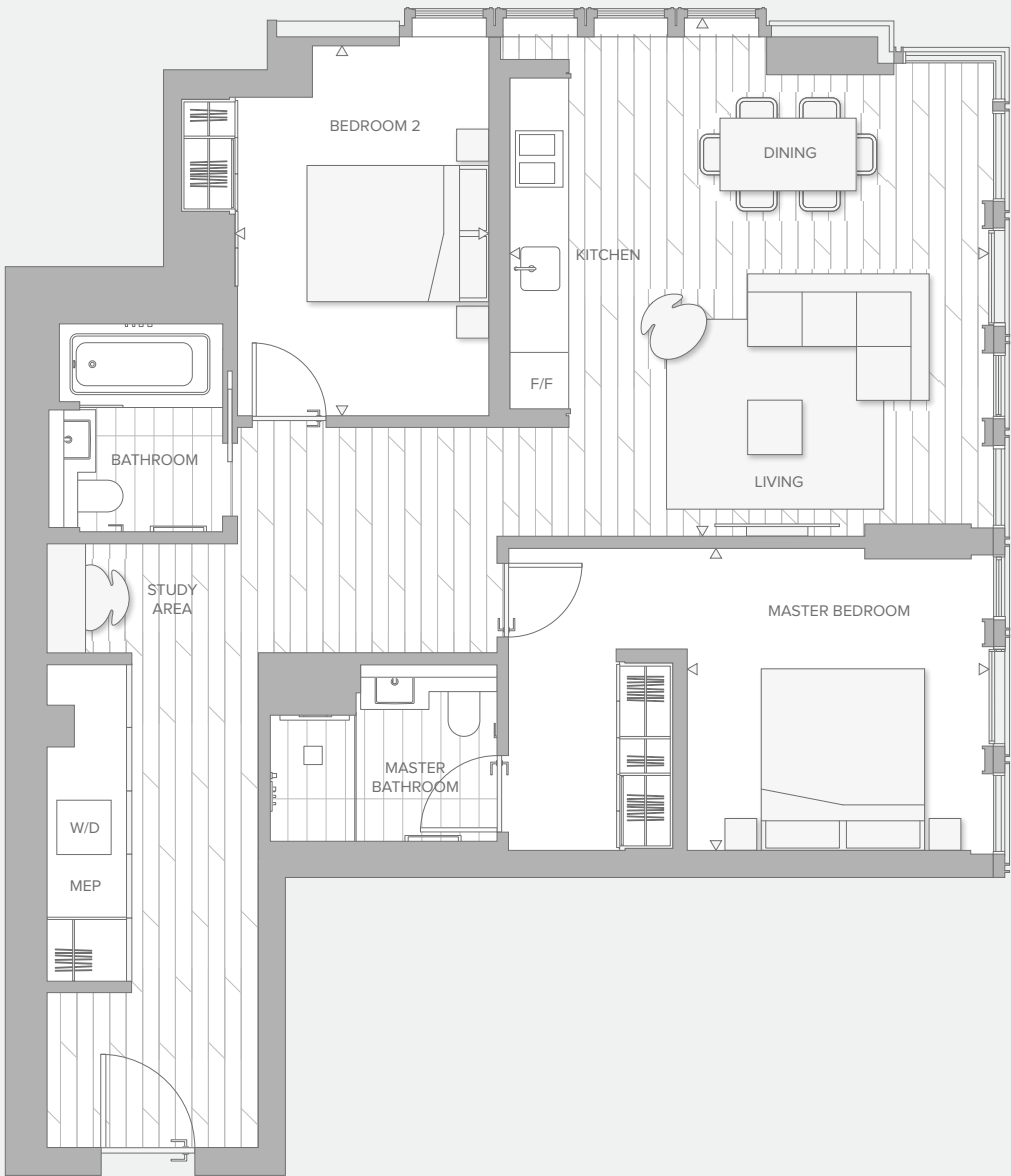 BEDROOM 2
DINING
KITCHEN
F/F
BATHROOM
LIVING
STUDY
AREA
MASTER BEDROOM
MASTER
BATHROOM
W/D
MEP